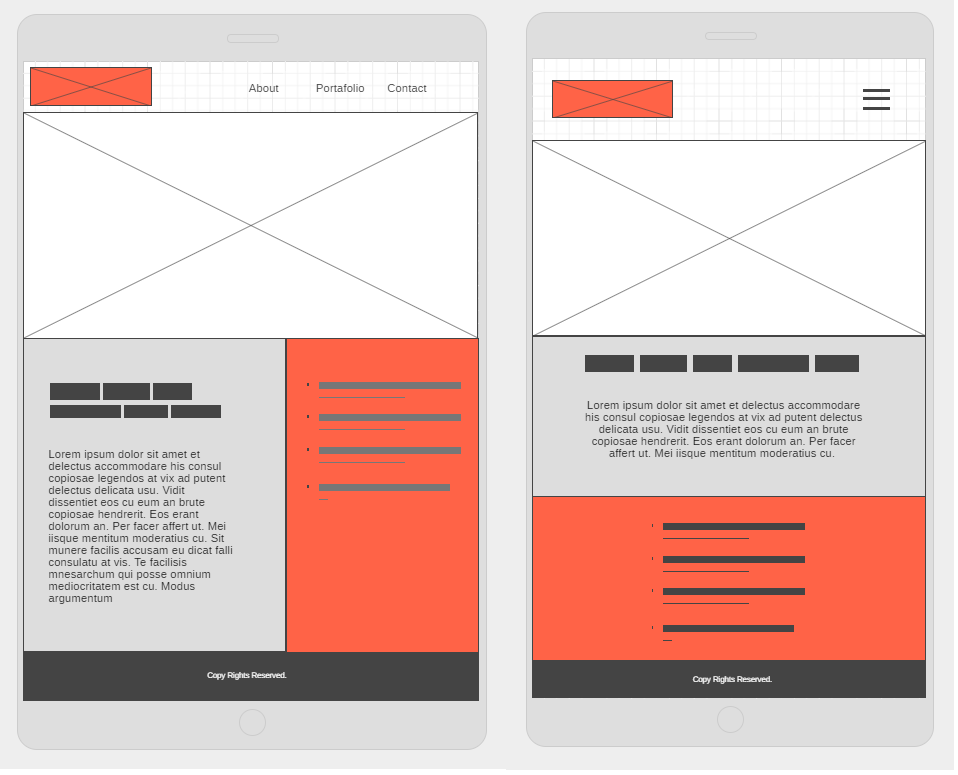 About Portafolio Contact
Lorem ipsum dolor sit amet et
delectus accommodare his consul
copiosae legendos at vix ad putent
delectus delicata usu. Vidit
dissentiet eos cu eum an brute
copiosae hendrerit. Eos erant
dolorum an. Per facer affert ut. Mei
iisque mentitum moderatius cu. Sit
munere facilis accusam eu dicat falli
consulatu at vis. Te facilisis
mnesarchum qui posse omnium
mediocritatem est cu. Modus
argumentum
Copy Rights Reserved.
Lorem ipsum dolor sit amet et delectus accommodare
his consul copiosae legendos at vix ad putent delectus
delicata usu. Vidit dissentiet eos cu eum an brute
copiosae hendrerit. Eos erant dolorum an. Per facer
affert ut. Mei iisque mentitum moderatius cu.
Copy Rights Reserved.